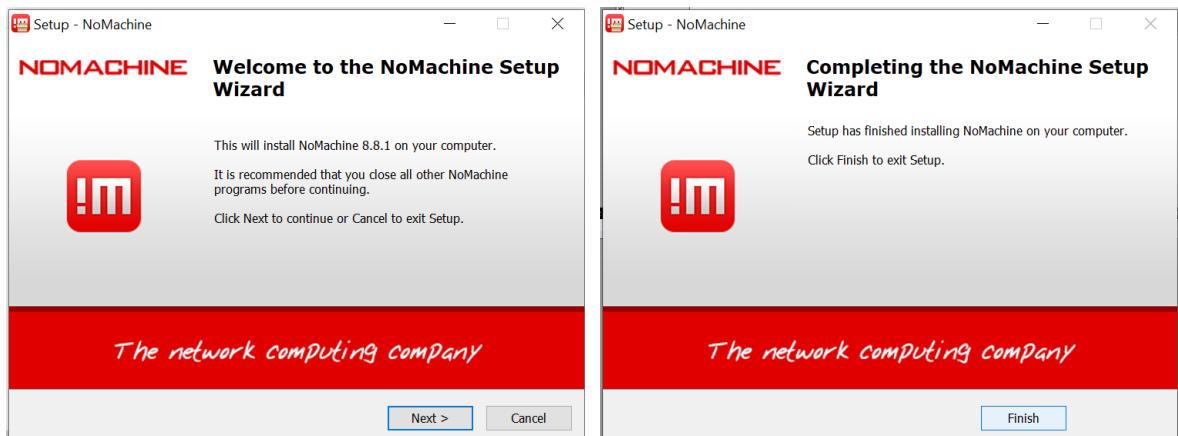 Setup - NoMachine
NOMACHINE
Welcome to the NoMachine Setup
Wizard
This will install NoMachine 8.8.1 on your computer.
It is recommended that you close all other NoMachine
programs before continuing.
Click Next to continue or Cancel to exit Setup.
!M
The network computing company
Next >
Cancel
Setup - NoMachine
NOMACHINE
Completing the NoMachine Setup
Wizard
Setup has finished installing NoMachine on your computer.
Click Finish to exit Setup.
!M
The network computing company
Finish